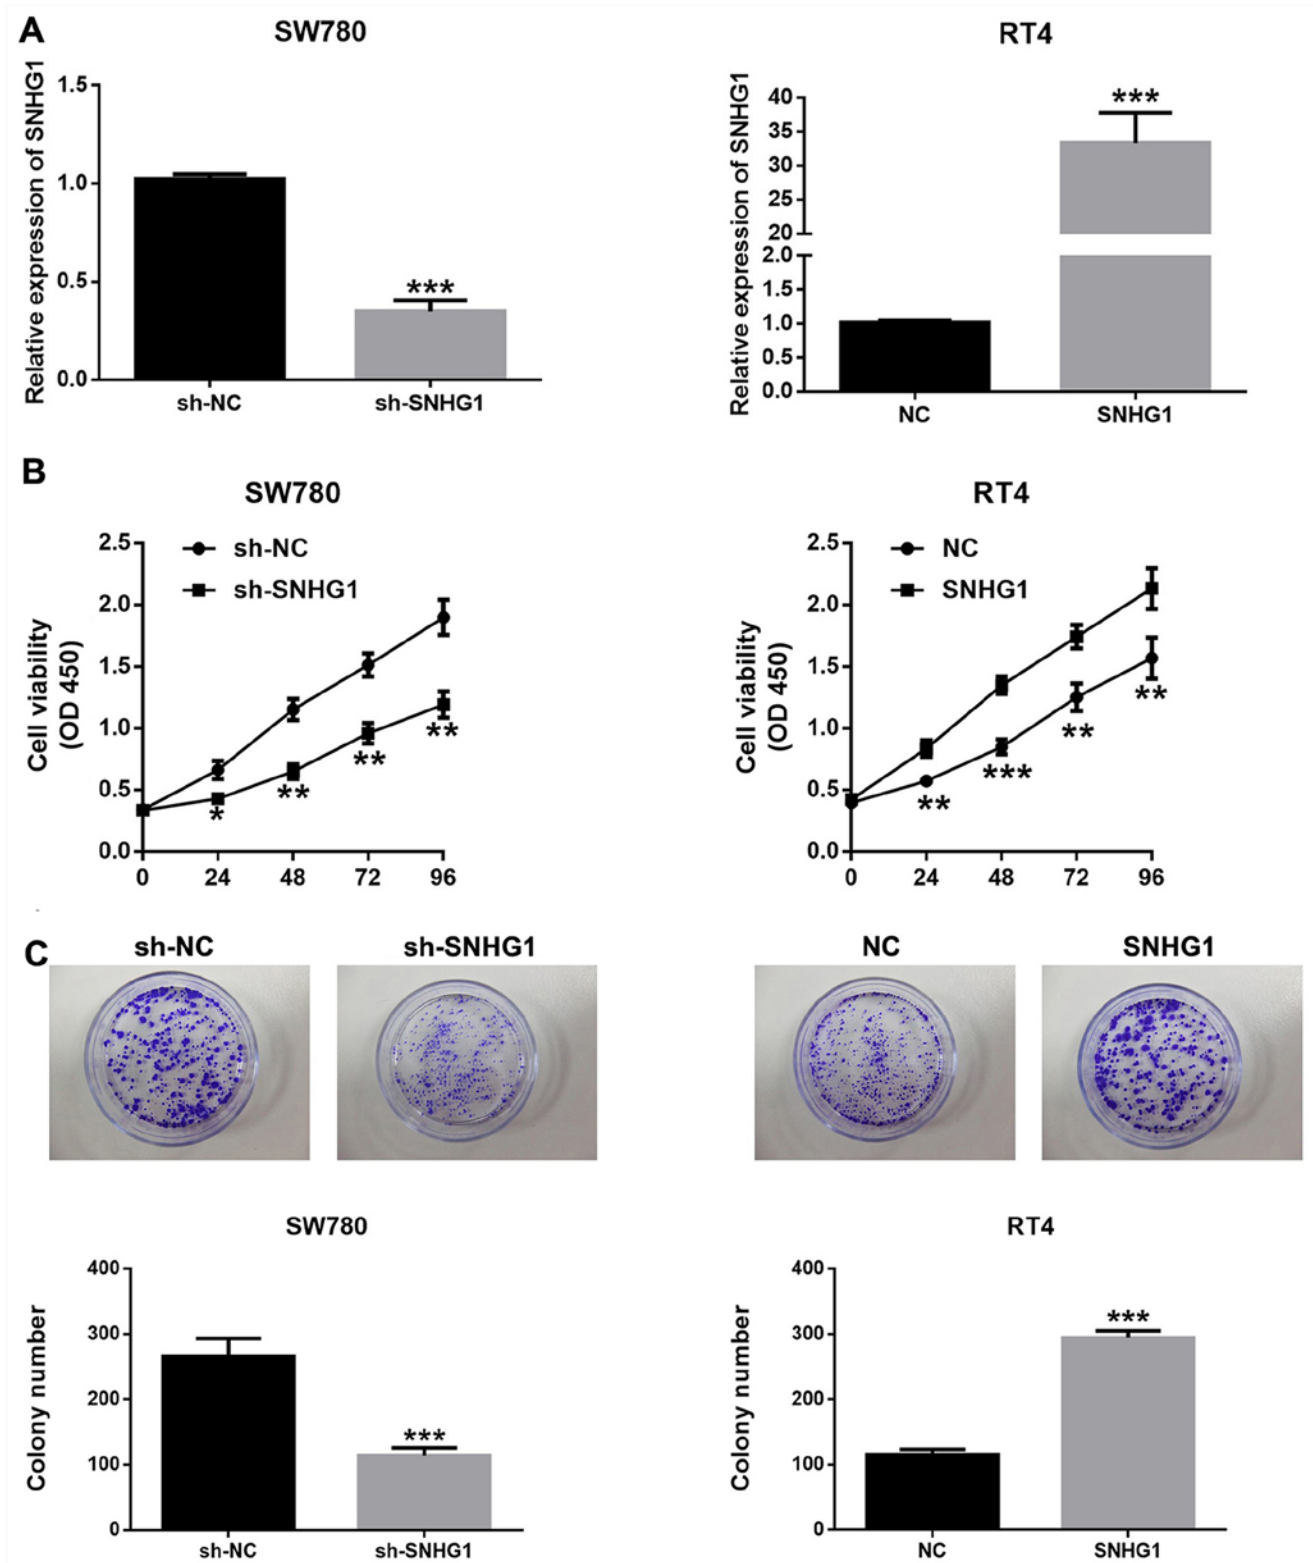 A
SW780
RT4
Relative expression of SNHG1
1.5
1.0
0.5
0.0
***
sh-NC
sh-SNHG1
Relative expression of SNHG1
40
35
30
25
20
2.0
1.5
1.0
0.5
0.0
***
NC
SNHG1
B
SW780
sh-NC
sh-SNHG1
Cell viability
(OD 450)
2.5
2.0
1.5
1.0
0.5
0.0
*
**
**
**
0
24
48
72
96
RT4
NC
SNHG1
Cell viability
(OD 450)
2.5
2.0
1.5
1.0
0.5
0.0
**
***
**
**
0
24
48
72
96
C
sh-NC
sh-SNHG1
NC
SNHG1
SW780
Colony number
400
300
200
100
0
***
sh-NC
sh-SNHG1
RT4
Colony number
400
300
200
100
0
***
NC
SNHG1